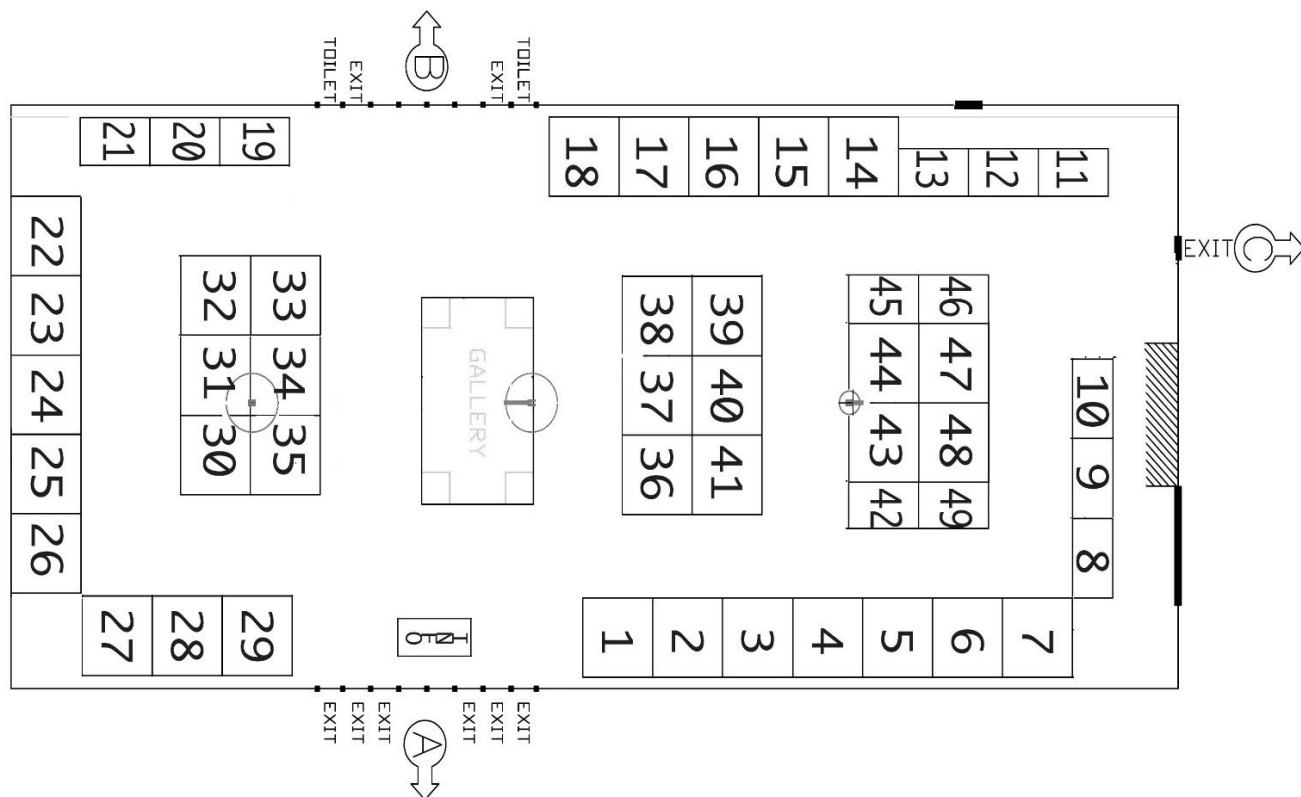 B
TOILET
EXIT
EXIT
TOILET
21 20 19
18 17 16 15 14 13 12 11
EXIT
C
22
23
24
25
26
32 33
31 34
30 35
GALLERY
38 39
37 40
36 41
45 46
44 47
43 48
42 49
10
9
8
27 28 29
INFO
1 2 3 4 5 6 7
EXIT
EXIT
EXIT
EXIT
EXIT
EXIT
A